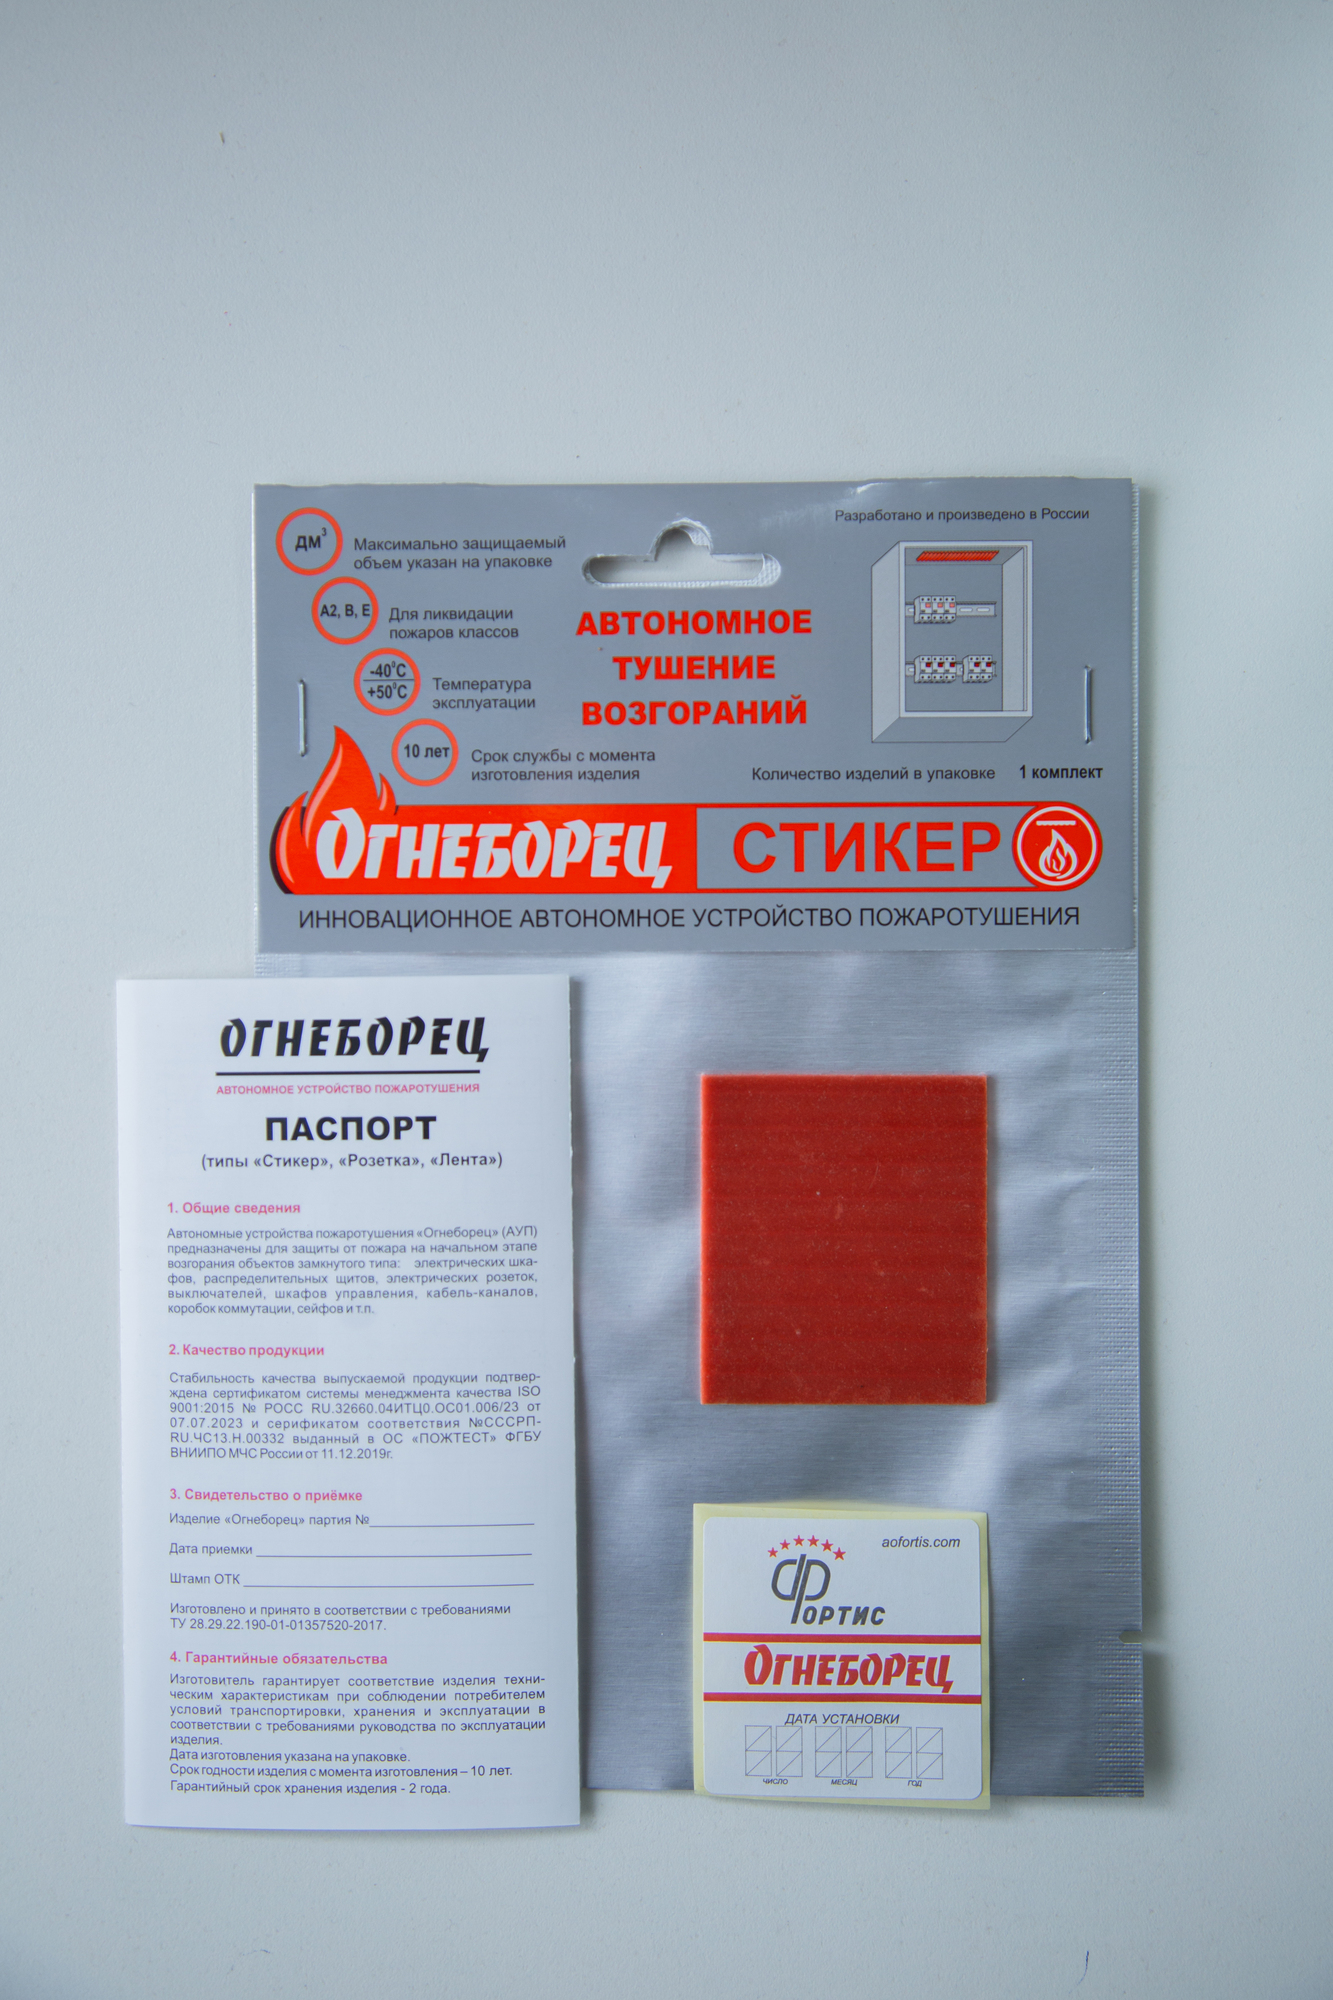 Разработано и произведено в России
ДМ³
Максимально защищаемый
объем указан на упаковке
А2, В, Е
Для ликвидации
пожаров классов
-40⁰С
+50⁰С
Температура
эксплуатации
10 лет
Срок службы с момента
изготовления изделия
АВТОНОМНОЕ
ТУШЕНИЕ
ВОЗГОРАНИЙ
Количество изделий в упаковке 1 комплект
ОГНЕБОРЕЦ
СТИКЕР
ИННОВАЦИОННОЕ АВТОНОМНОЕ УСТРОЙСТВО ПОЖАРОТУШЕНИЯ
ОГНЕБОРЕЦ
АВТОНОМНОЕ УСТРОЙСТВО ПОЖАРОТУШЕНИЯ
ПАСПОРТ
(типы «Стикер», «Розетка», «Лента»)
1. Общие сведения
Автономные устройства пожаротушения «Огнеборец» (АУП)
предназначены для защиты от пожара на начальном этапе
возгорания объектов замкнутого типа: электрических шка-
фов, распределительных щитов, электрических розеток,
выключателей, шкафов управления, кабель-каналов,
коробок коммутации, сейфов и т.п.
2. Качество продукции
Стабильность качества выпускаемой продукции подтвер-
ждена сертификатом системы менеджмента качества ISO
9001:2015 № РОСС RU.32660.04ИТЦ0.ОС01.006/23 от
07.07.2023 и серификатом соответствия №СССРП-
RU.ЧС13.Н.00332 выданный в ОС «ПОЖТЕСТ» ФГБУ
ВНИИПО МЧС России от 11.12.2019г.
3. Свидетельство о приёмке
Изделие «Огнеборец» партия №
Дата приемки
Штамп ОТК
Изготовлено и принято в соответствии с требованиями
ТУ 28.29.22.190-01-01357520-2017.
4. Гарантийные обязательства
Изготовитель гарантирует соответствие изделия техни-
ческим характеристикам при соблюдении потребителем
условий транспортировки, хранения и эксплуатации в
соответствии с требованиями руководства по эксплуатации
изделия.
Дата изготовления указана на упаковке.
Срок годности изделия с момента изготовления – 10 лет.
Гарантийный срок хранения изделия - 2 года.
aofortis.com
ФОРТИС
ОГНЕБОРЕЦ
ДАТА УСТАНОВКИ
ЧИСЛО МЕСЯЦ ГОД